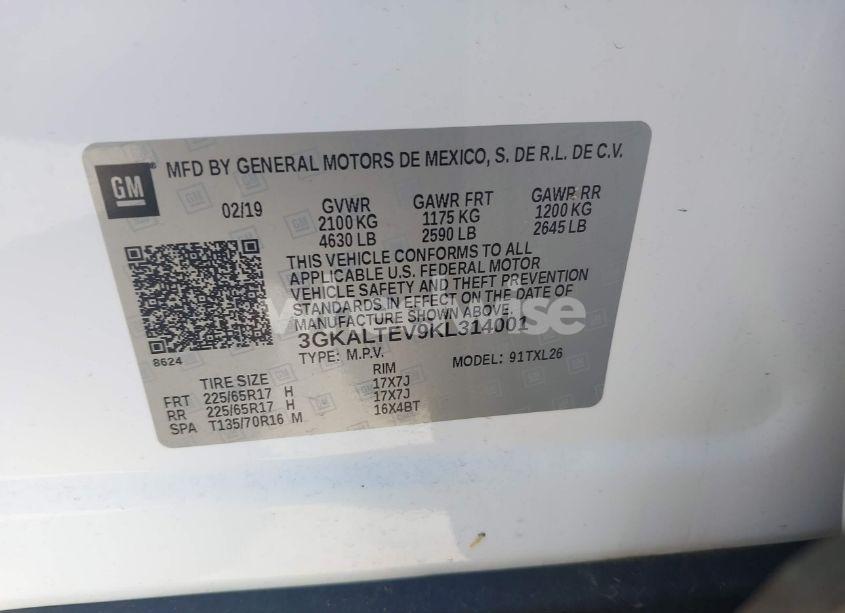 GM
MFD BY GENERAL MOTORS DE MEXICO, S. DE R.L. DE C.V.
02/19 GVWR GAWR FRT GAWR RR
2100 KG 1175 KG 1200 KG
4630 LB 2590 LB 2645 LB
THIS VEHICLE CONFORMS TO ALL
APPLICABLE U.S. FEDERAL MOTOR
VEHICLE SAFETY AND THEFT PREVENTION
STANDARDS IN EFFECT ON THE DATE OF
MANUFACTURE SHOWN ABOVE.
3GKALTEV9KL314001
8624
TYPE: M.P.V. MODEL: 91TXL26
TIRE SIZE RIM
FRT 225/65R17 H 17X7J
RR 225/65R17 H 17X7J
SPA T135/70R16 M 16X4BT